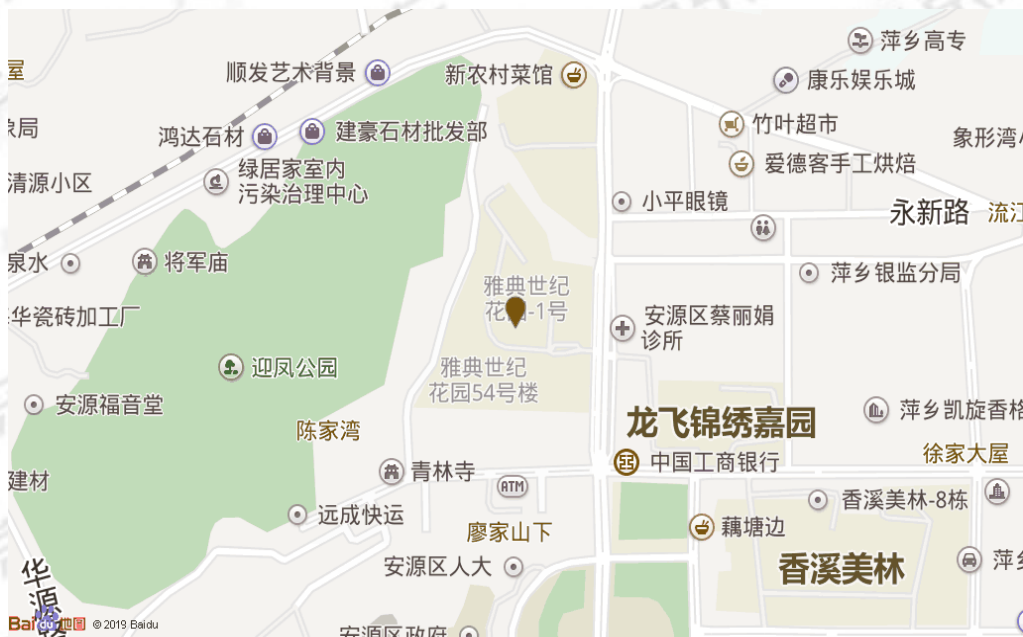 萍乡高专
屋
顺发艺术背景
新农村菜馆
康乐娱乐城
竹叶超市
局
鸿达石材
建豪石材批发部
象形湾
爱德客手工烘焙
绿居家室内
污染治理中心
清源小区
小平眼镜
永新路
流江
泉水
将军庙
萍乡银监分局
雅典世纪
花园-1号
华瓷砖加工厂
安源区蔡丽娟
诊所
迎凤公园
雅典世纪
花园54号楼
安源福音堂
龙飞锦绣嘉园
萍乡凯旋香格
陈家湾
徐家大屋
中国工商银行
青林寺
建材
ATM
香溪美林-8栋
远成快运
藕塘边
廖家山下
萍乡
安源区人大
香溪美林
华源路
Bai du 地图
© 2019 Baidu
安源区政府